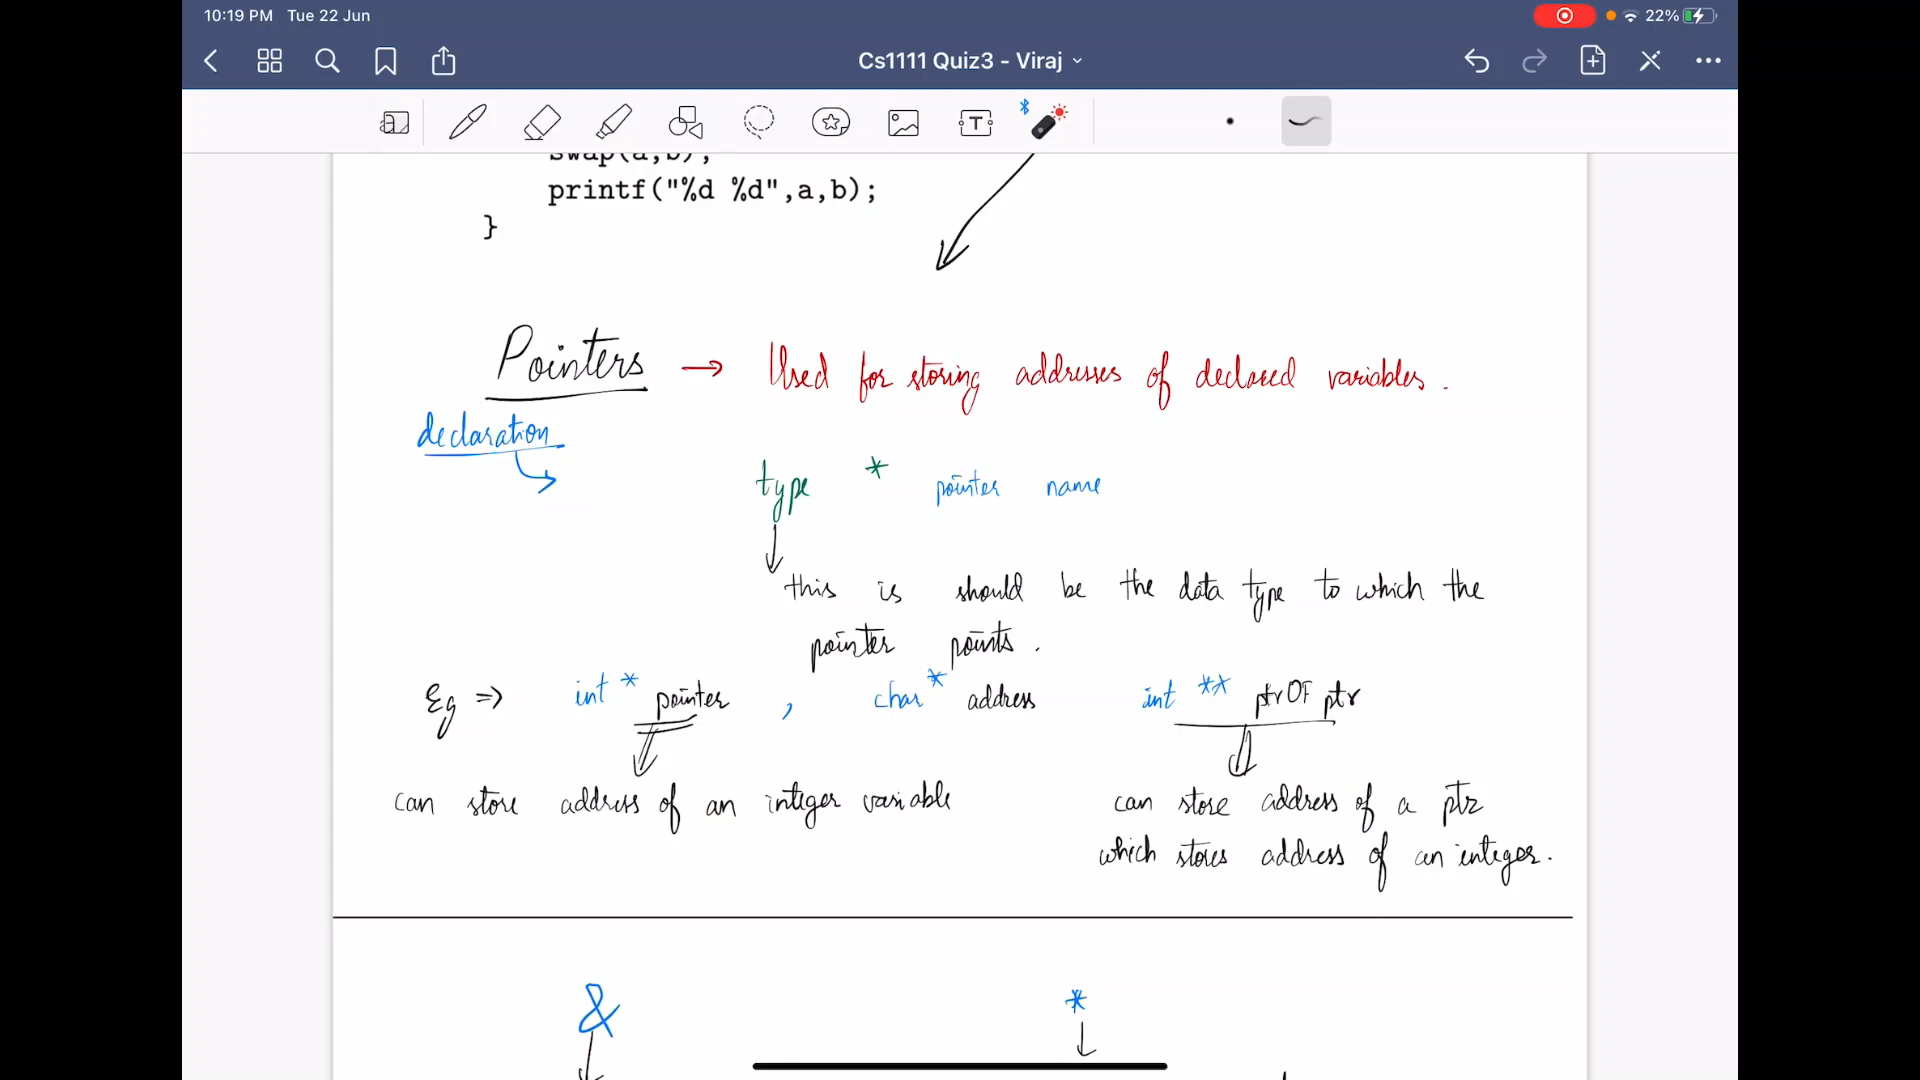 10:19 PM Tue 22 Jun
22%
Cs1111 Quiz3 - Viraj
swap(a,b);
printf("%d %d",a,b);
}
Pointers → Used for storing addresses of declared variables.
declaration
type * pointer name
this is should be the data type to which the
pointer points.
Eg ⇒ int * pointer , char * address int ** ptrOF ptr
can store address of an integer variable can store address of a ptr
which stores address of an integer.
& *